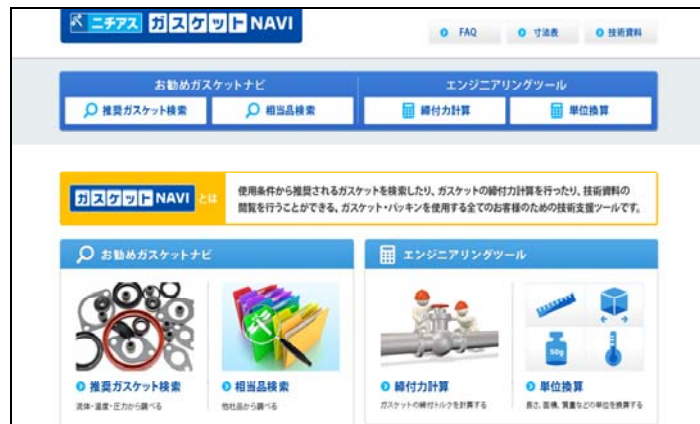 ニチアス ガスケットNAVI
FAQ 寸法表 技術資料
お勧めガスケットナビ エンジニアリングツール
推奨ガスケット検索 相当品検索 締付力計算 単位換算
ガスケットNAVI とは
使用条件から推奨されるガスケットを検索したり、ガスケットの締付力計算を行ったり、技術資料の
閲覧を行うことができる、ガスケット・パッキンを使用する全てのお客様のための技術支援ツールです。
お勧めガスケットナビ エンジニアリングツール
50g
推奨ガスケット検索 相当品検索 締付力計算 単位換算
流体・温度・圧力から調べる 他社品から調べる ガスケットの締付トルクを計算する 長さ、面積、質量などの単位を換算する